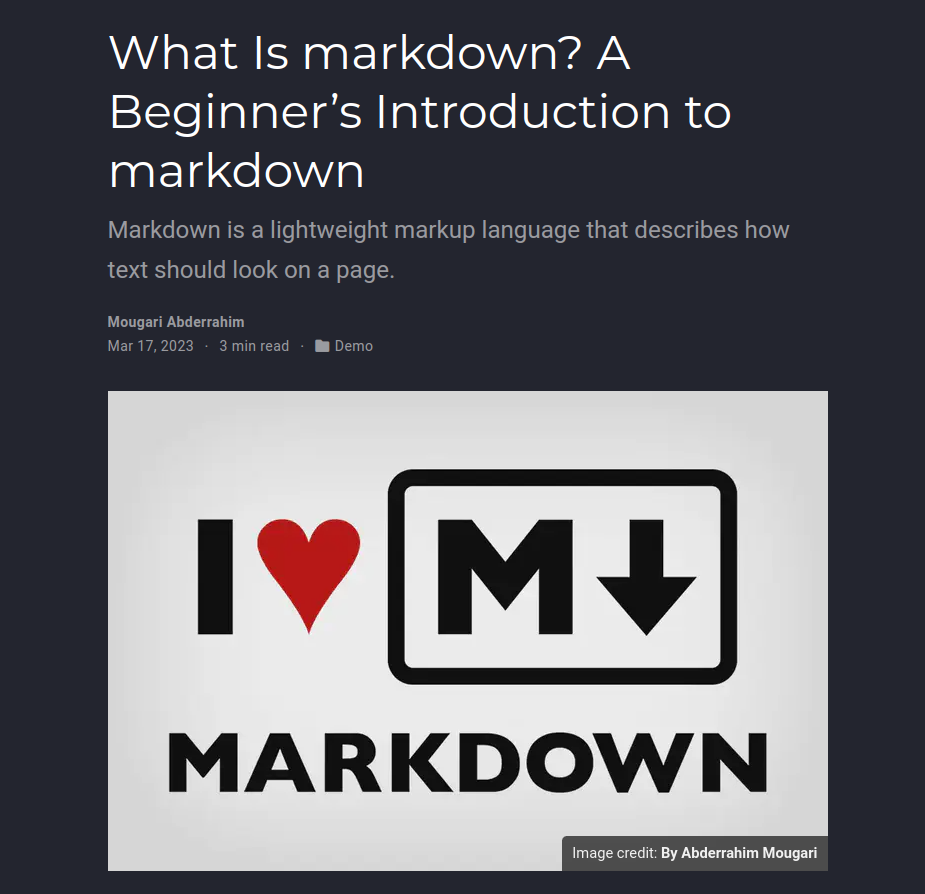 What Is markdown? A
Beginner’s Introduction to
markdown
Markdown is a lightweight markup language that describes how
text should look on a page.
Mougari Abderrahim
Mar 17, 2023 · 3 min read · Demo
I ♥ M↓
MARKDOWN
Image credit: By Abderrahim Mougari